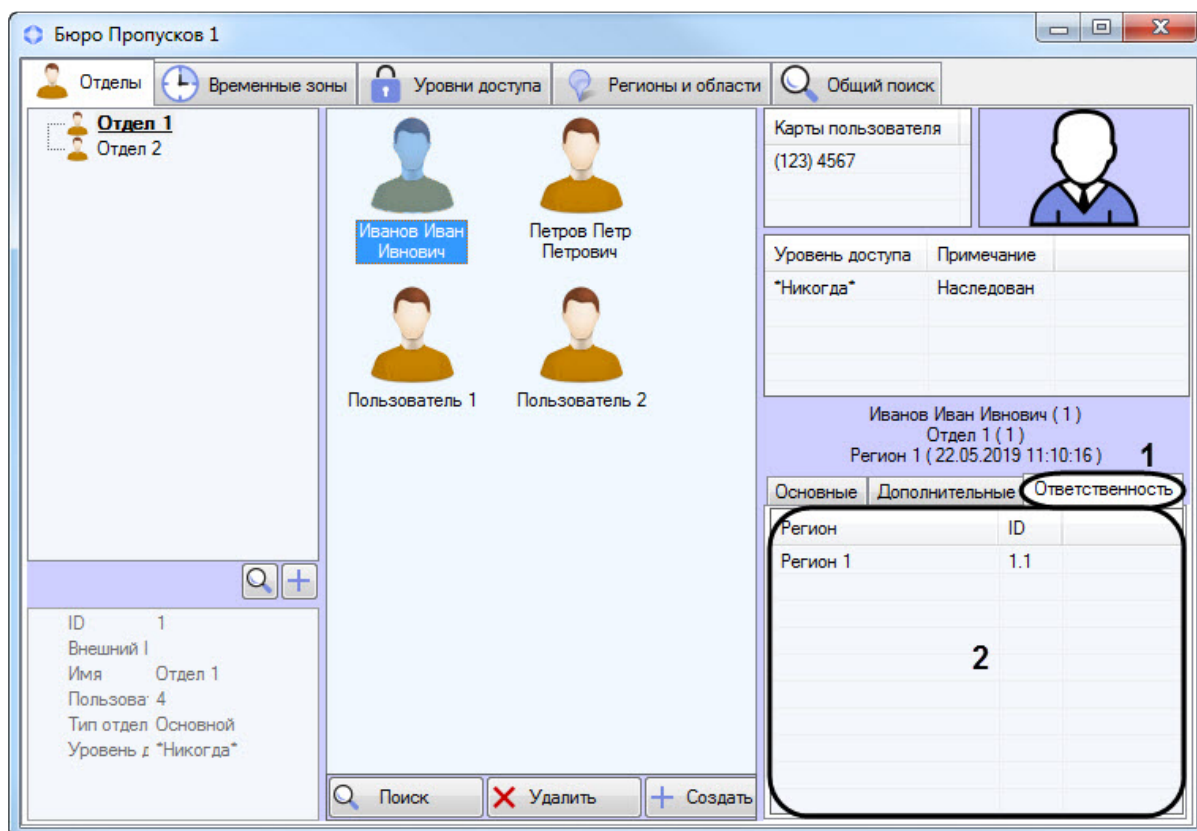 Бюро Пропусков 1
Отделы
Временные зоны
Уровни доступа
Регионы и области
Общий поиск
Отдел 1
Отдел 2
Иванов Иван
Ивнович
Петров Петр
Петрович
Пользователь 1
Пользователь 2
Карты пользователя
(123) 4567
Уровень доступа Примечание
*Никогда* Наследован
Иванов Иван Ивнович ( 1 )
Отдел 1 ( 1 )
Регион 1 ( 22.05.2019 11:10:16 )
1
Основные
Дополнительные
Ответственность
Регион ID
Регион 1 1.1
2
ID 1
Внешний I
Имя Отдел 1
Пользова 4
Тип отдел Основной
Уровень д *Никогда*
Поиск
Удалить
Создать